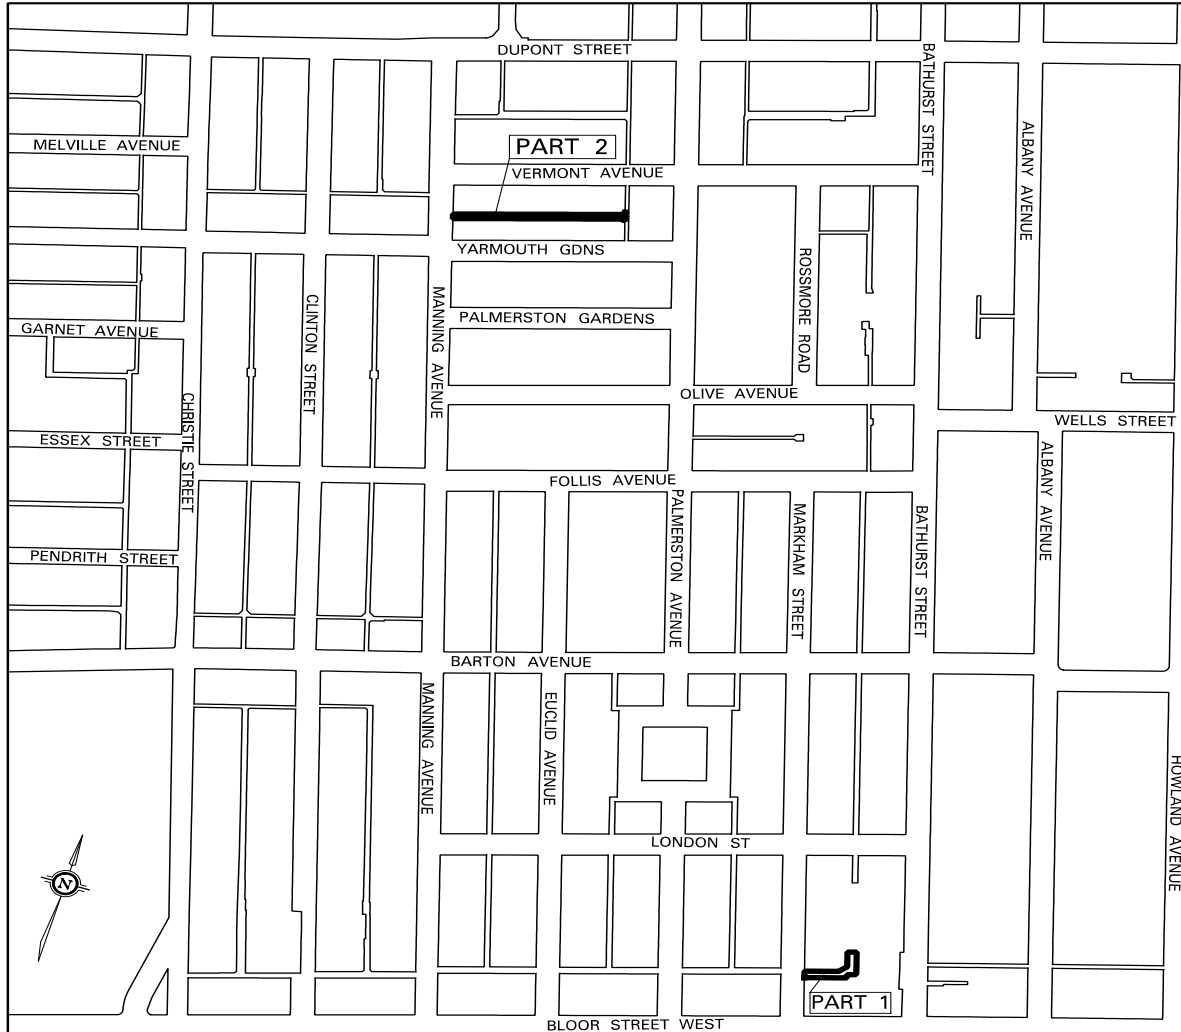 DUPONT STREET
BATHURST STREET
ALBANY AVENUE
MELVILLE AVENUE
PART 2
VERMONT AVENUE
YARMOUTH GDNS
ROSSMORE ROAD
CLINTON STREET
MANNING AVENUE
PALMERSTON GARDENS
GARNET AVENUE
OLIVE AVENUE
CHRISTIE STREET
WELLS STREET
ESSEX STREET
ALBANY AVENUE
FOLLIS AVENUE
PALMERSTON AVENUE
MARKHAM STREET
BATHURST STREET
PENDRITH STREET
BARTON AVENUE
MANNING AVENUE
EUCLID AVENUE
HOWLAND AVENUE
LONDON ST
N
PART 1
BLOOR STREET WEST